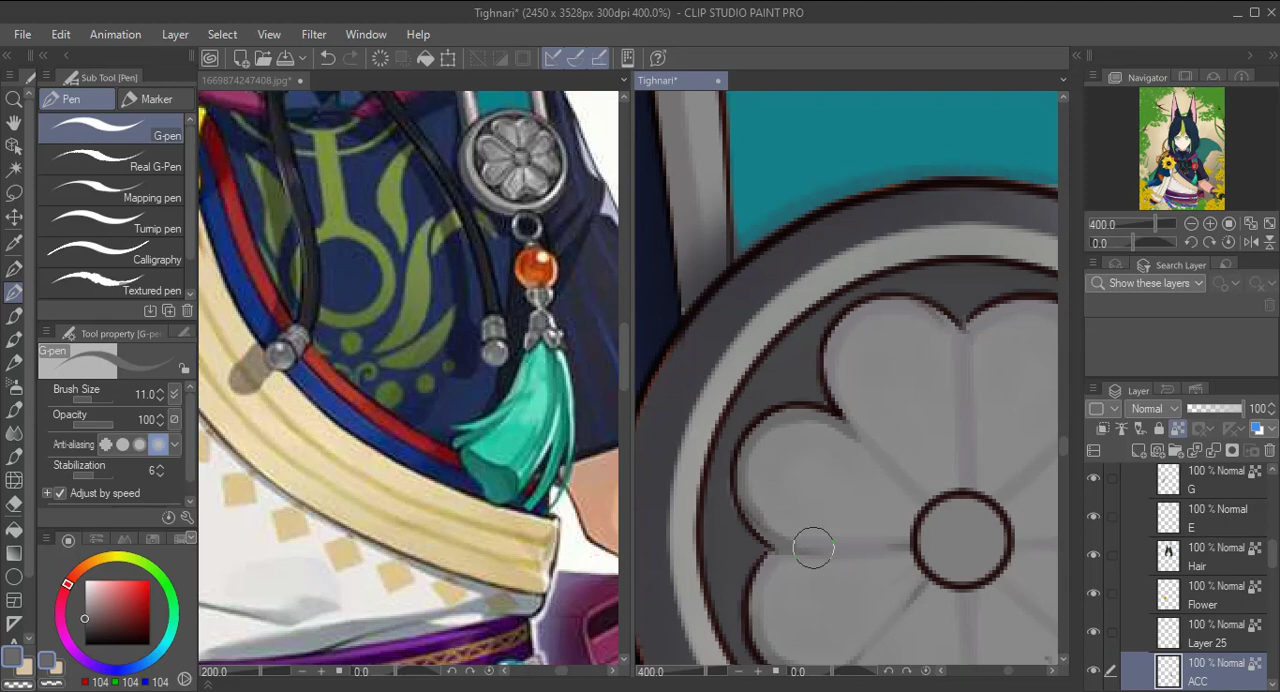 Tighnari* (2450 x 3528px 300dpi 400.0%) - CLIP STUDIO PAINT PRO
File Edit Animation Layer Select View Filter Window Help
Sub Tool [Pen]
Pen Marker
G-pen
Real G-Pen
Mapping pen
Turnip pen
Calligraphy
Textured pen
Tool property [G-pen
G-pen
Brush Size 11.0
Opacity 100
Anti-aliasing
Stabilization 6
Adjust by speed
104 104 104
1669874247408.jpg*
200.0 0.0
Tighnari*
400.0 0.0
Navigator
400.0
0.0
Search Layer
Show these layers
Layer
Normal 100
100 % Normal
G
100 % Normal
E
100 % Normal
Hair
100 % Normal
Flower
100 % Normal
Layer 25
100 % Normal
ACC